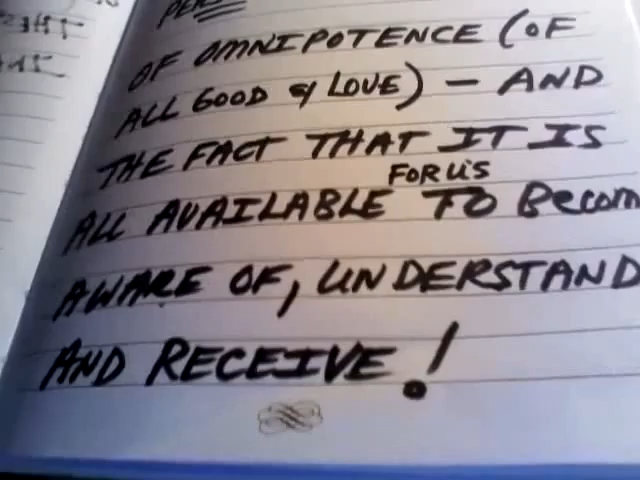 OF OMNIPOTENCE (OF
ALL GOOD & LOVE) — AND
THE FACT THAT IT IS
FOR US
ALL AVAILABLE TO BECOM
AWARE OF, UNDERSTAND
AND RECEIVE!